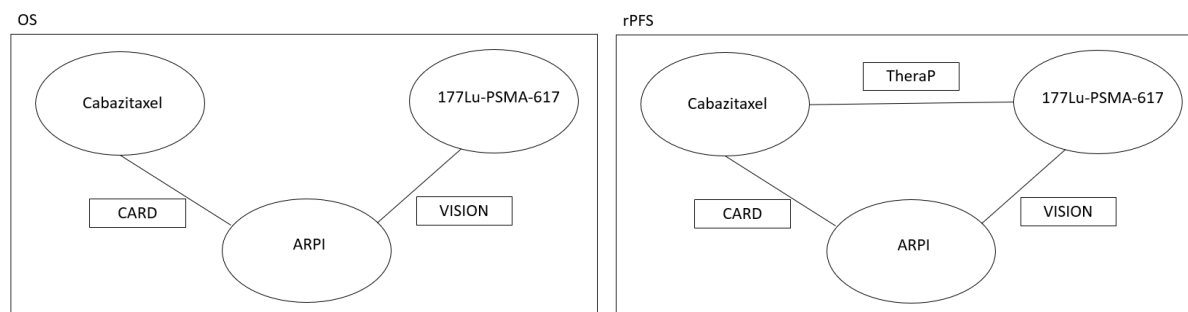 OS
Cabazitaxel
177Lu-PSMA-617
CARD
VISION
ARPI
rPFS
TheraP
Cabazitaxel
177Lu-PSMA-617
CARD
VISION
ARPI